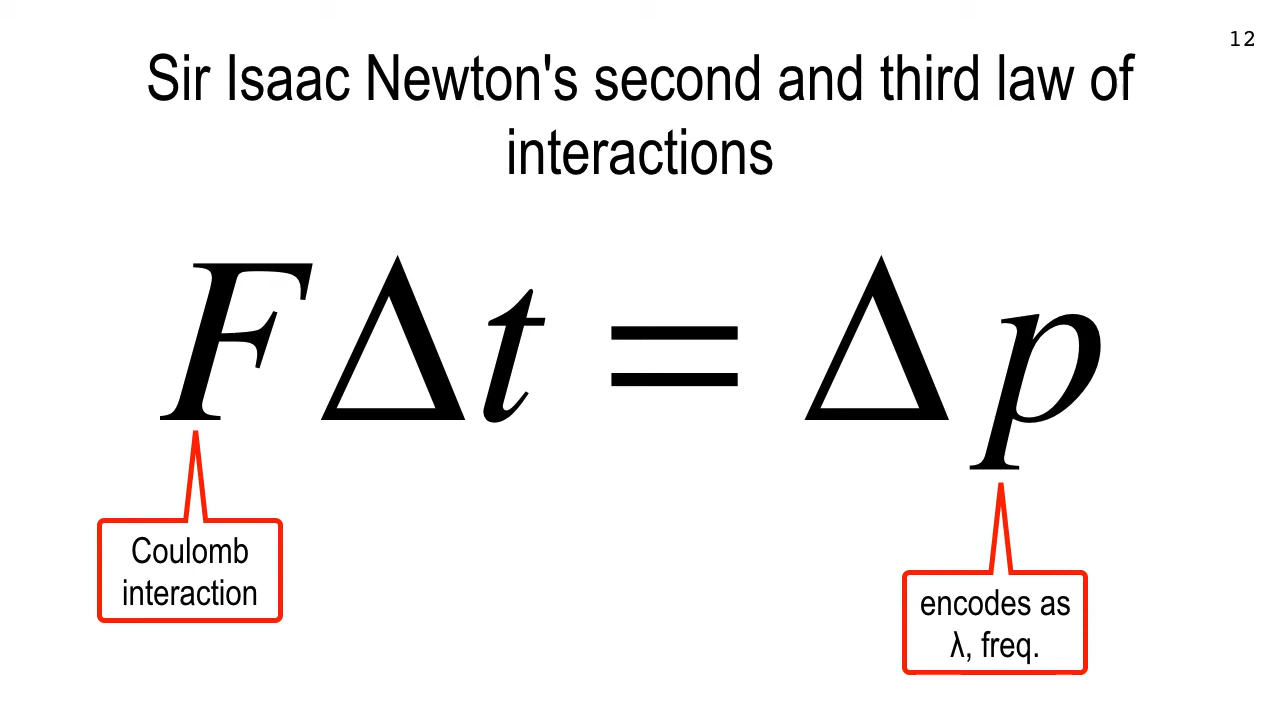 12
Sir Isaac Newton's second and third law of
interactions
FΔt = Δp
Coulomb
interaction
encodes as
λ, freq.